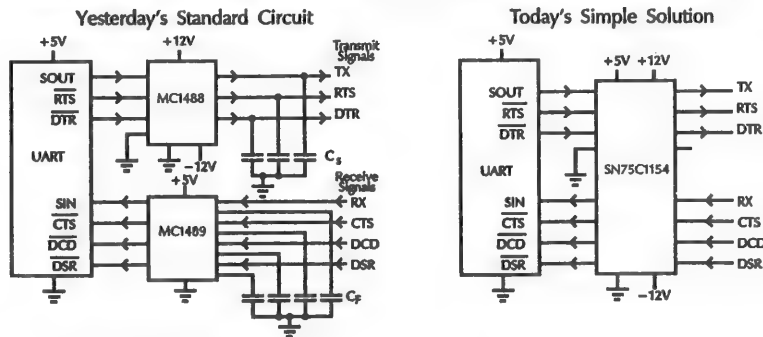 Yesterday's Standard Circuit
+5V
+12V
Transmit
Signals
SOUT
RTS
DTR
UART
MC1488
TX
RTS
DTR
-12V
Cs
+5V
Receive
Signals
SIN
CTS
DCD
DSR
MC1489
RX
CTS
DCD
DSR
CF
Today's Simple Solution
+5V
+5V +12V
SOUT
RTS
DTR
UART
SN75C1154
TX
RTS
DTR
SIN
CTS
DCD
DSR
RX
CTS
DCD
DSR
-12V